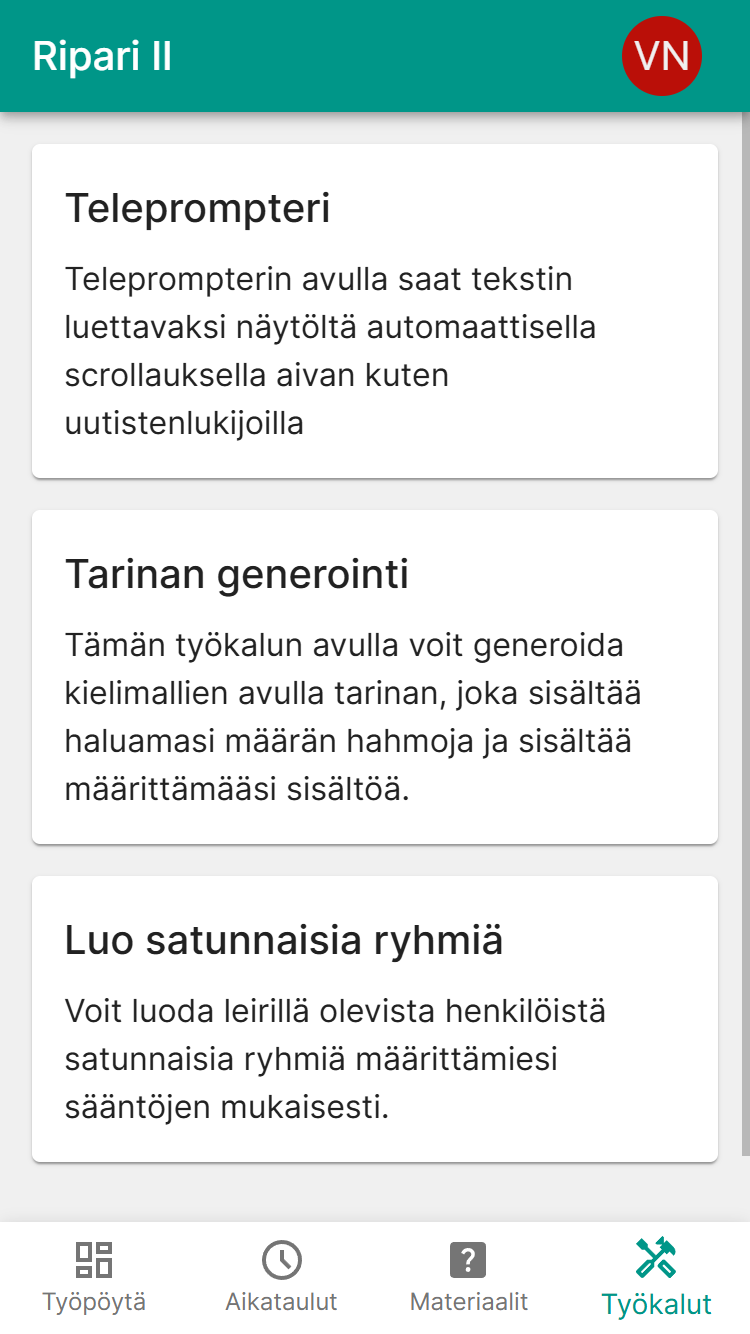 Ripari II
VN
Teleprompteri
Teleprompterin avulla saat tekstin
luettavaksi näytöltä automaattisella
scrollauksella aivan kuten
uutistenlukijoilla
Tarinan generointi
Tämän työkalun avulla voit generoida
kielimallien avulla tarinan, joka sisältää
haluamasi määrän hahmoja ja sisältää
määrittämääsi sisältöä.
Luo satunnaisia ryhmiä
Voit luoda leirillä olevista henkilöistä
satunnaisia ryhmiä määrittämiesi
sääntöjen mukaisesti.
Työpöytä
Aikataulut
Materiaalit
Työkalut